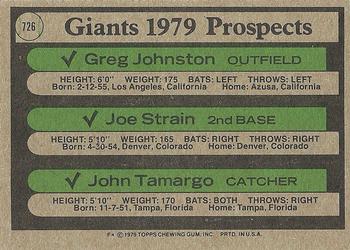 726
Giants 1979 Prospects
Greg Johnston OUTFIELD
HEIGHT: 6'0" WEIGHT: 175 BATS: LEFT THROWS: LEFT
Born: 2-12-55, Los Angeles, California Home: Azusa, California
Joe Strain 2nd BASE
HEIGHT: 5'10" WEIGHT: 165 BATS: RIGHT THROWS: RIGHT
Born: 4-30-54, Denver, Colorado Home: Denver, Colorado
John Tamargo CATCHER
HEIGHT: 5'10" WEIGHT: 170 BATS: BOTH THROWS: RIGHT
Born: 11-7-51, Tampa, Florida Home: Tampa, Florida
F* © 1979 TOPPS CHEWING GUM, INC. PRTD. IN U.S.A.